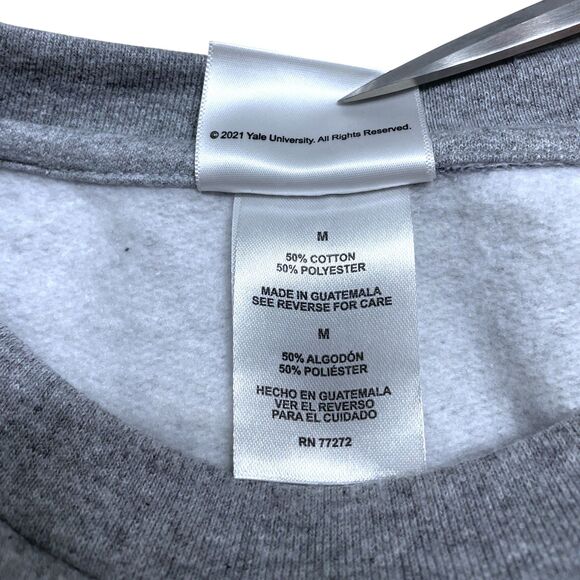 © 2021 Yale University. All Rights Reserved.
M
50% COTTON
50% POLYESTER
MADE IN GUATEMALA
SEE REVERSE FOR CARE
M
50% ALGODÓN
50% POLIÉSTER
HECHO EN GUATEMALA
VER EL REVERSO
PARA EL CUIDADO
RN 77272